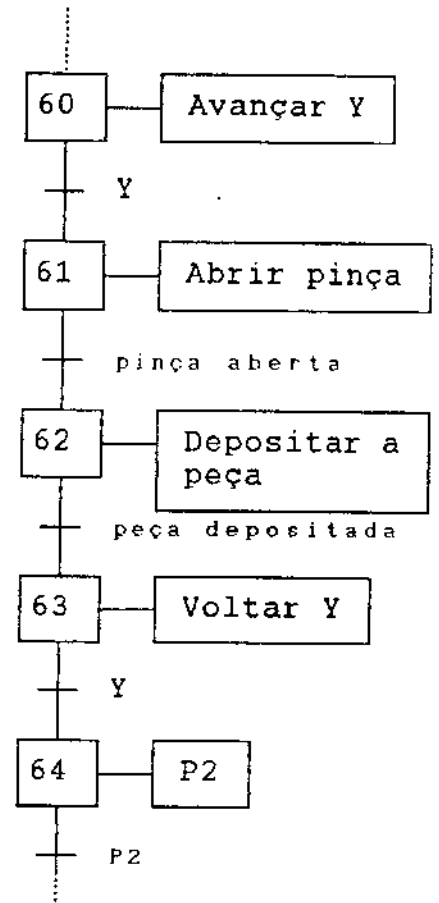 60 Avançar Y
Y
61 Abrir pinça
pinça aberta
62 Depositar a
peça
peça depositada
63 Voltar Y
Y
64 P2
P2